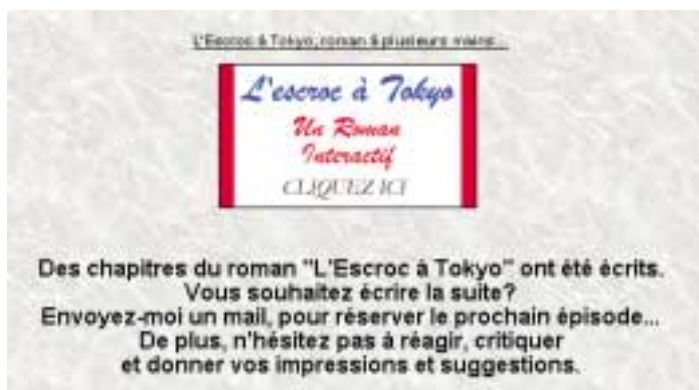 L'Escroc à Tokyo, roman à plusieurs mains...
L'escroc à Tokyo
Un Roman
Interactif
CLIQUEZ ICI
Des chapitres du roman "L'Escroc à Tokyo" ont été écrits.
Vous souhaitez écrire la suite?
Envoyez-moi un mail, pour réserver le prochain épisode...
De plus, n'hésitez pas à réagir, critiquer
et donner vos impressions et suggestions.